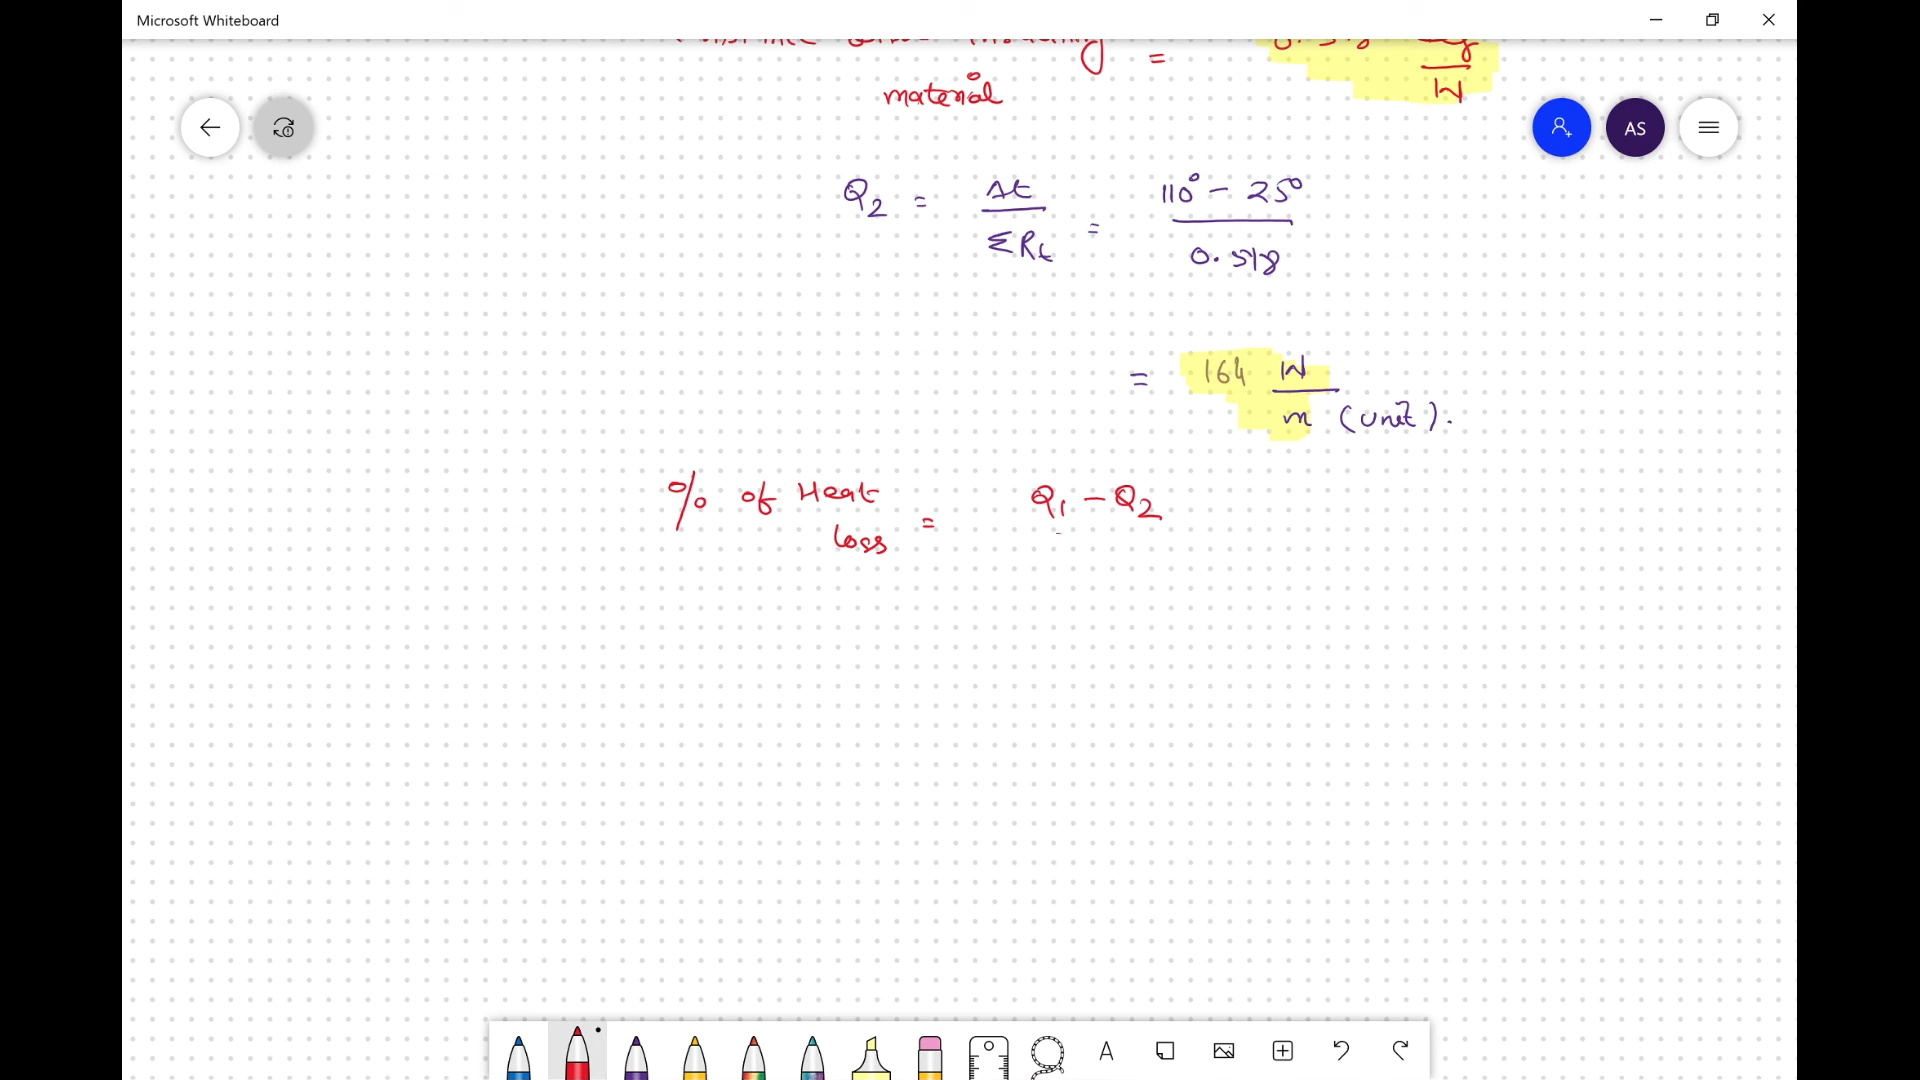 Microsoft Whiteboard
=
material
W
AS
Q2 = Δt / ΣRt = 110° - 25° / 0.518
= 164 W / m (unit).
% of Heat loss = Q1 - Q2
A